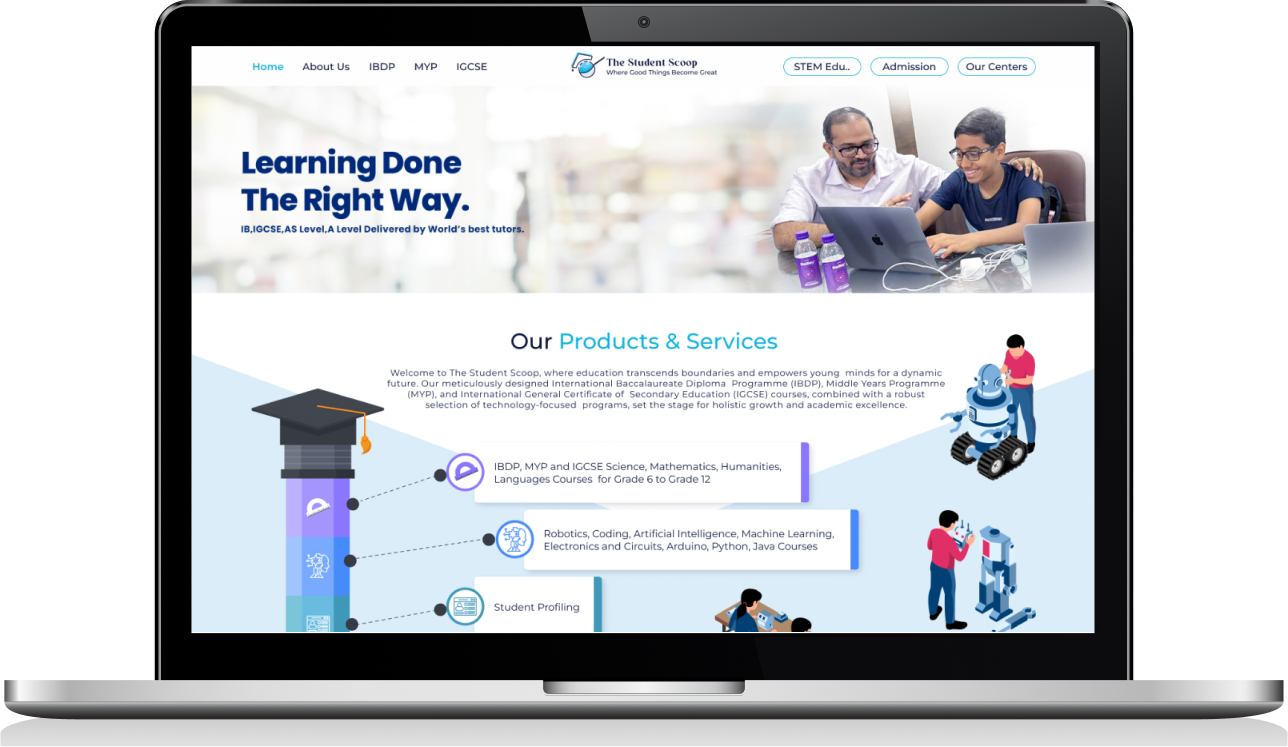 Home About Us IBDP MYP IGCSE The Student Scoop STEM Edu.. Admission Our Centers
Where Good Things Become Great
Learning Done
The Right Way.
IB,IGCSE,AS Level,A Level Delivered by World's best tutors.
Our Products & Services
Welcome to The Student Scoop, where education transcends boundaries and empowers young minds for a dynamic
future. Our meticulously designed International Baccalaureate Diploma Programme (IBDP), Middle Years Programme
(MYP), and International General Certificate of Secondary Education (IGCSE) courses, combined with a robust
selection of technology-focused programs, set the stage for holistic growth and academic excellence.
IBDP, MYP and IGCSE Science, Mathematics, Humanities,
Languages Courses for Grade 6 to Grade 12
Robotics, Coding, Artificial Intelligence, Machine Learning,
Electronics and Circuits, Arduino, Python, Java Courses
Student Profiling